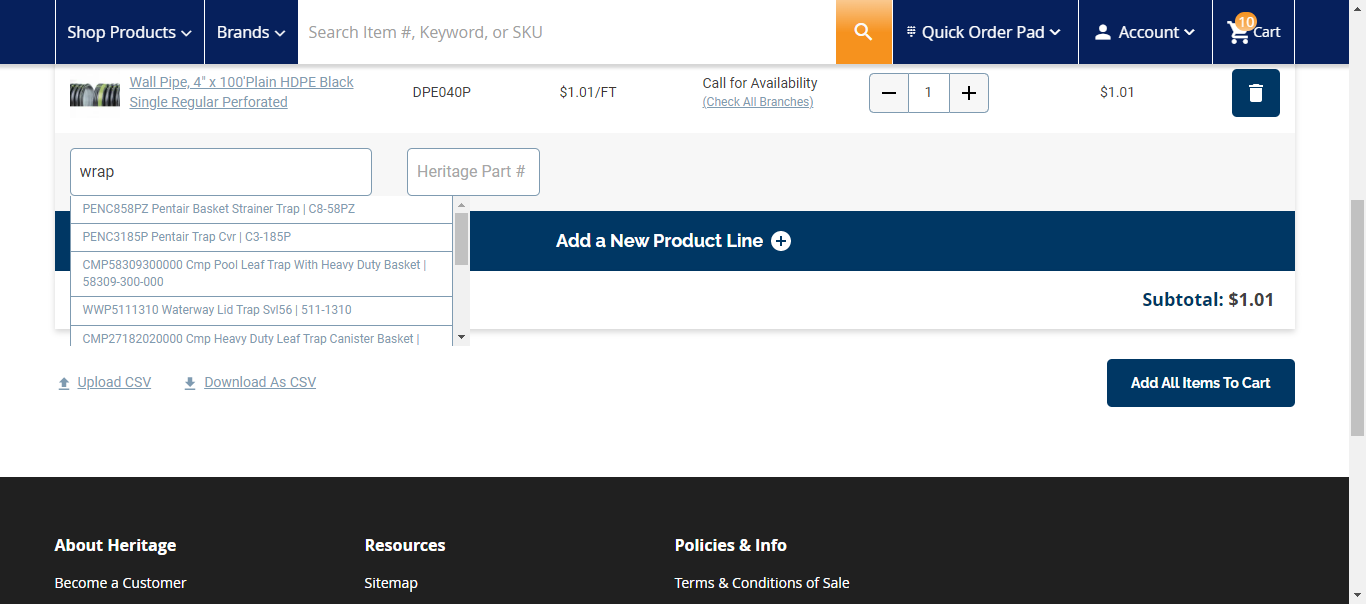 Shop Products
Brands
Search Item #, Keyword, or SKU
Quick Order Pad
Account
10
Cart
Wall Pipe, 4" x 100'Plain HDPE Black
Single Regular Perforated
DPE040P
$1.01/FT
Call for Availability
(Check All Branches)
1
$1.01
wrap
Heritage Part #
PENC858PZ Pentair Basket Strainer Trap | C8-58PZ
PENC3185P Pentair Trap Cvr | C3-185P
CMP58309300000 Cmp Pool Leaf Trap With Heavy Duty Basket |
58309-300-000
WWP5111310 Waterway Lid Trap Svl56 | 511-1310
CMP27182020000 Cmp Heavy Duty Leaf Trap Canister Basket |
Add a New Product Line
Subtotal: $1.01
Upload CSV
Download As CSV
Add All Items To Cart
About Heritage
Resources
Policies & Info
Become a Customer
Sitemap
Terms & Conditions of Sale